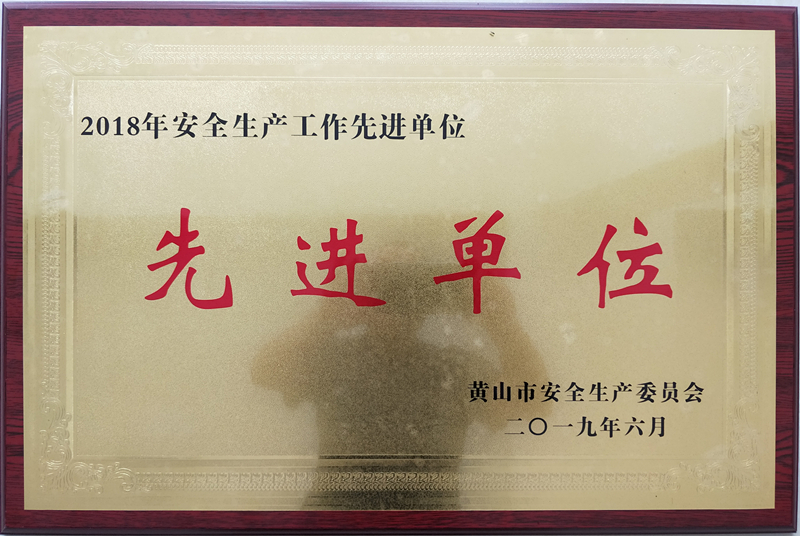 2018年安全生产工作先进单位
先进单位
黄山市安全生产委员会
二〇一九年六月